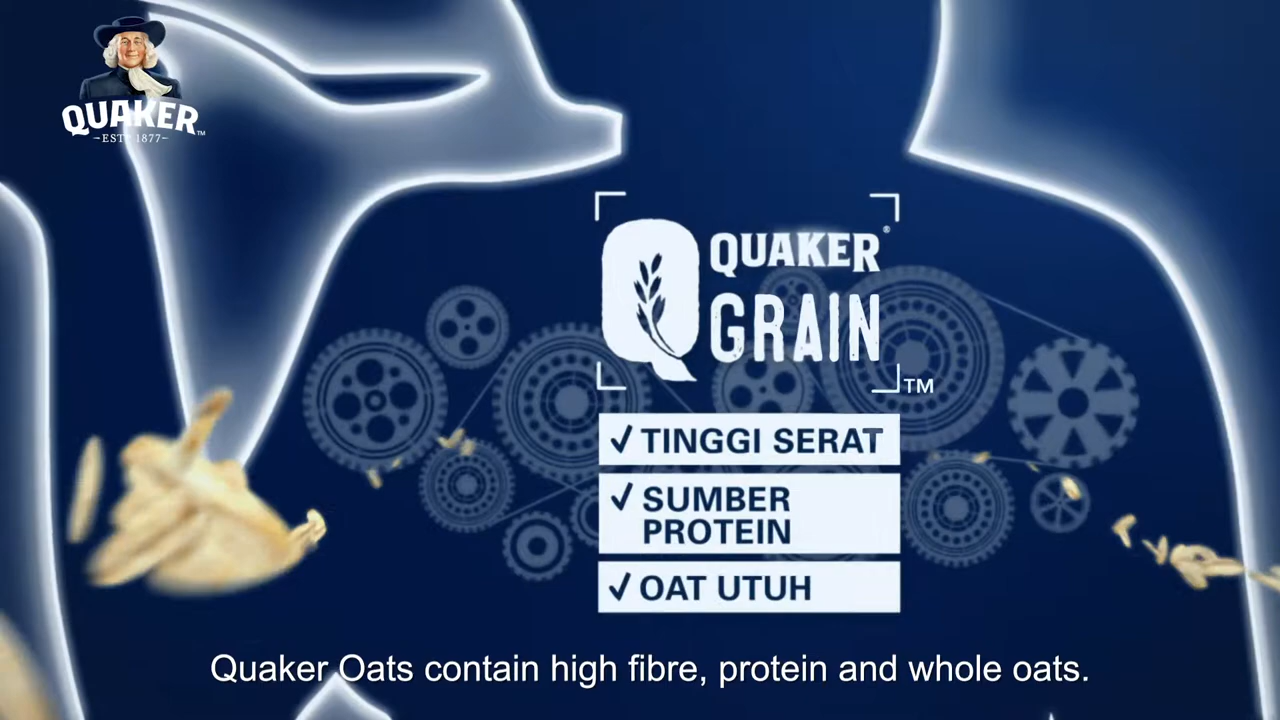 QUAKER™
ESTD 1877
QUAKER®
GRAIN
TM
✓ TINGGI SERAT
✓ SUMBER
PROTEIN
✓ OAT UTUH
Quaker Oats contain high fibre, protein and whole oats.